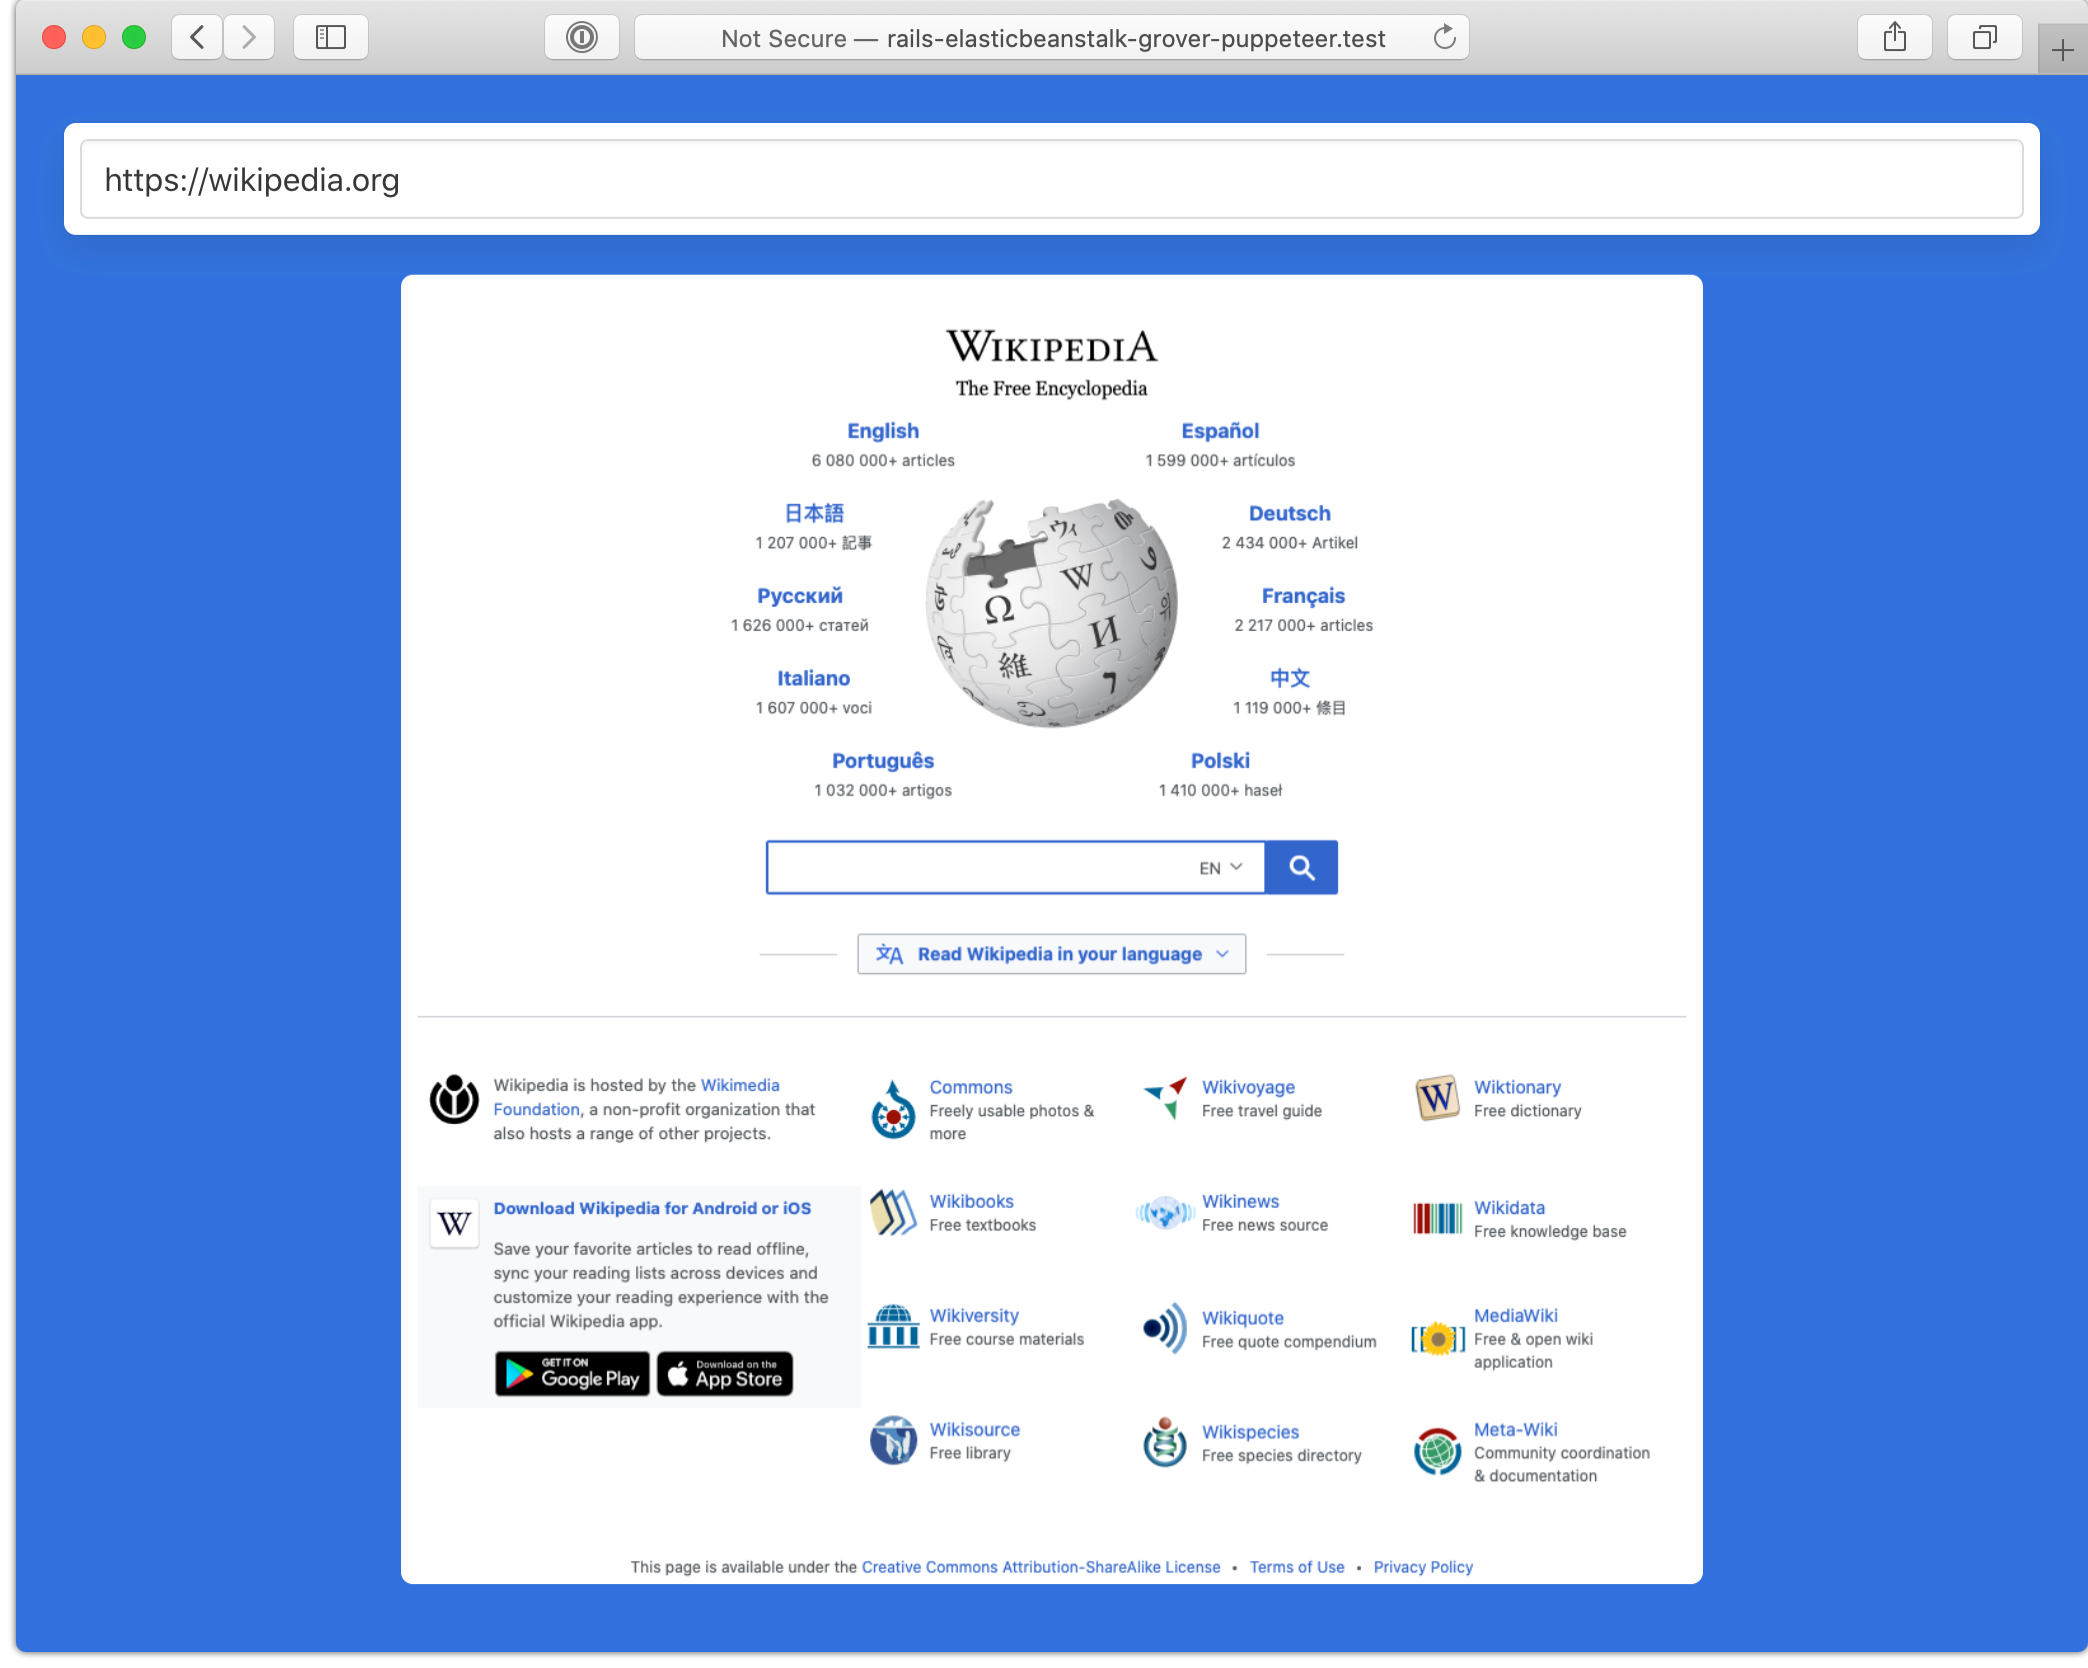 Not Secure — rails-elasticbeanstalk-grover-puppeteer.test
https://wikipedia.org
WIKIPEDIA
The Free Encyclopedia
English
6 080 000+ articles
Español
1 599 000+ artículos
日本語
1 207 000+ 記事
Deutsch
2 434 000+ Artikel
Русский
1 626 000+ статей
Français
2 217 000+ articles
Italiano
1 607 000+ voci
中文
1 119 000+ 條目
Português
1 032 000+ artigos
Polski
1 410 000+ haseł
Ω
W
И
維
ウィ
EN
文A Read Wikipedia in your language
Wikipedia is hosted by the Wikimedia
Foundation, a non-profit organization that
also hosts a range of other projects.
W
Download Wikipedia for Android or iOS
Save your favorite articles to read offline,
sync your reading lists across devices and
customize your reading experience with the
official Wikipedia app.
GET IT ON
Google Play
Download on the
App Store
Commons
Freely usable photos &
more
Wikivoyage
Free travel guide
W
Wiktionary
Free dictionary
Wikibooks
Free textbooks
Wikinews
Free news source
Wikidata
Free knowledge base
Wikiversity
Free course materials
Wikiquote
Free quote compendium
MediaWiki
Free & open wiki
application
Wikisource
Free library
Wikispecies
Free species directory
Meta-Wiki
Community coordination
& documentation
This page is available under the Creative Commons Attribution-ShareAlike License • Terms of Use • Privacy Policy